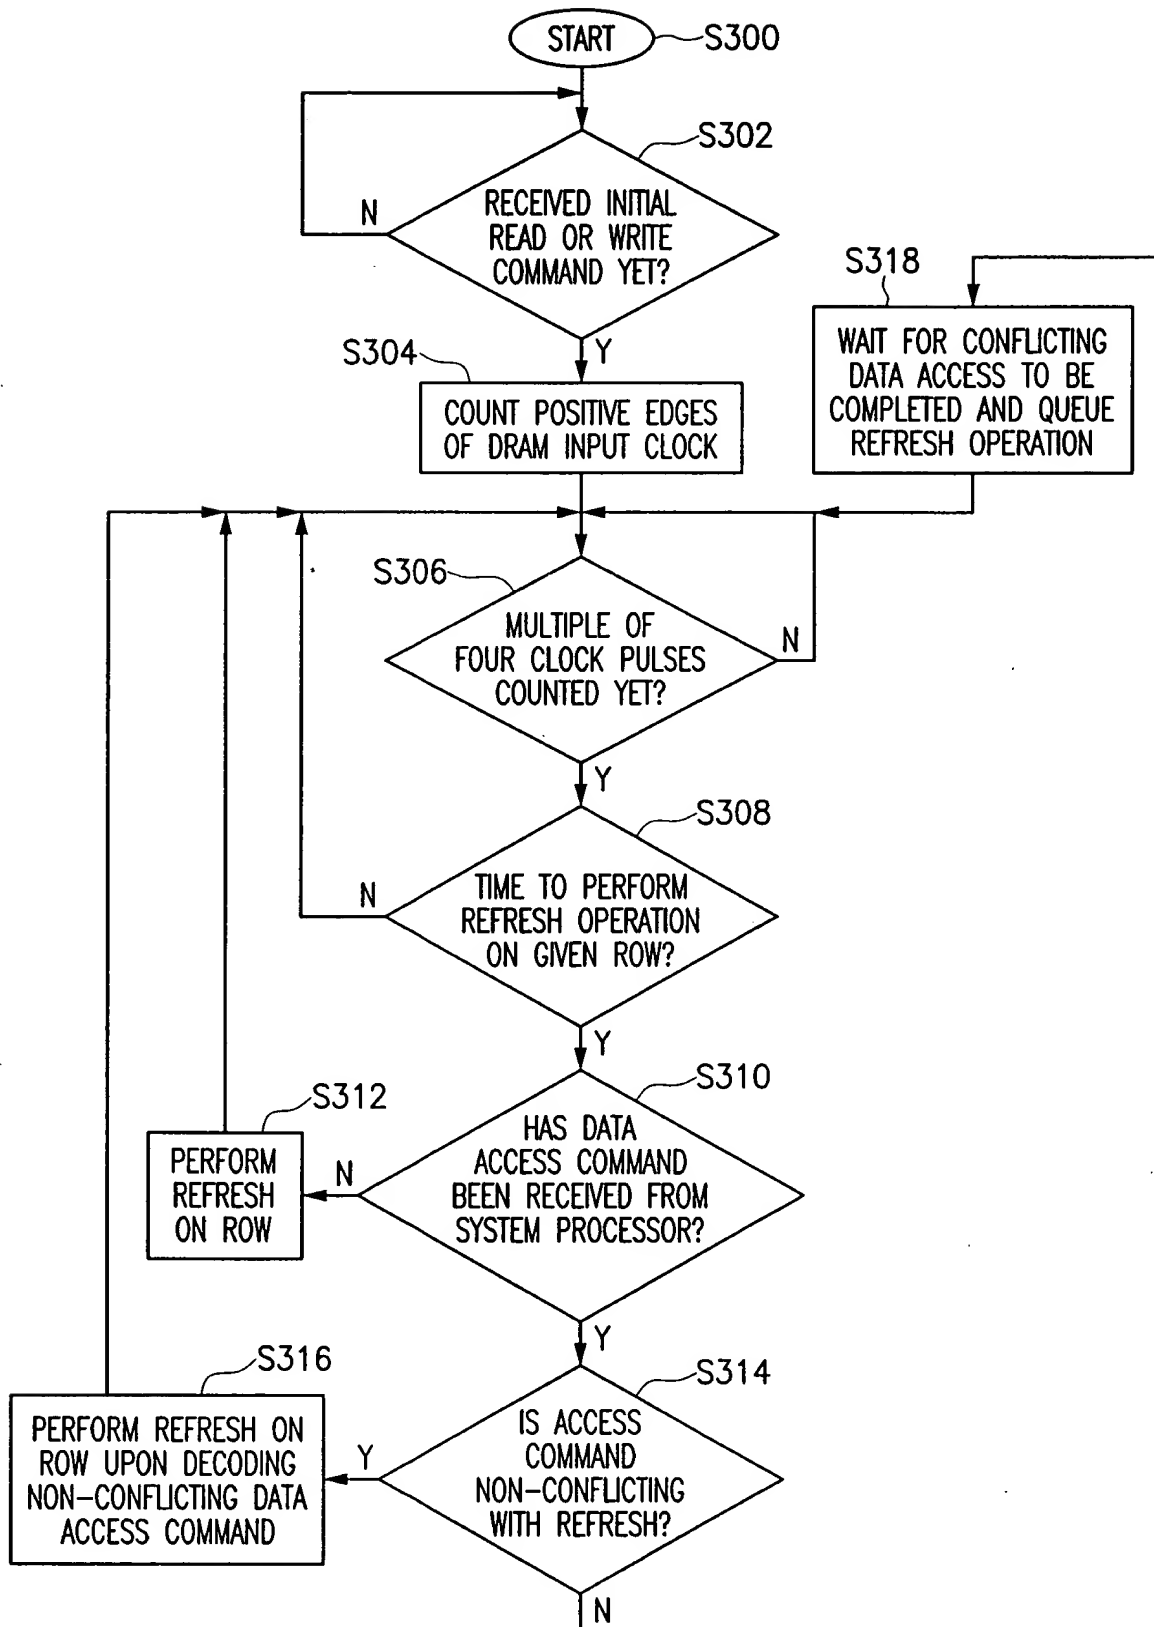 START
S300
S302
RECEIVED INITIAL
READ OR WRITE
COMMAND YET?
N
Y
S304
COUNT POSITIVE EDGES
OF DRAM INPUT CLOCK
S318
WAIT FOR CONFLICTING
DATA ACCESS TO BE
COMPLETED AND QUEUE
REFRESH OPERATION
S306
MULTIPLE OF
FOUR CLOCK PULSES
COUNTED YET?
N
Y
S308
TIME TO PERFORM
REFRESH OPERATION
ON GIVEN ROW?
N
Y
S310
HAS DATA
ACCESS COMMAND
BEEN RECEIVED FROM
SYSTEM PROCESSOR?
N
S312
PERFORM
REFRESH
ON ROW
Y
S314
IS ACCESS
COMMAND
NON-CONFLICTING
WITH REFRESH?
Y
S316
PERFORM REFRESH ON
ROW UPON DECODING
NON-CONFLICTING DATA
ACCESS COMMAND
N